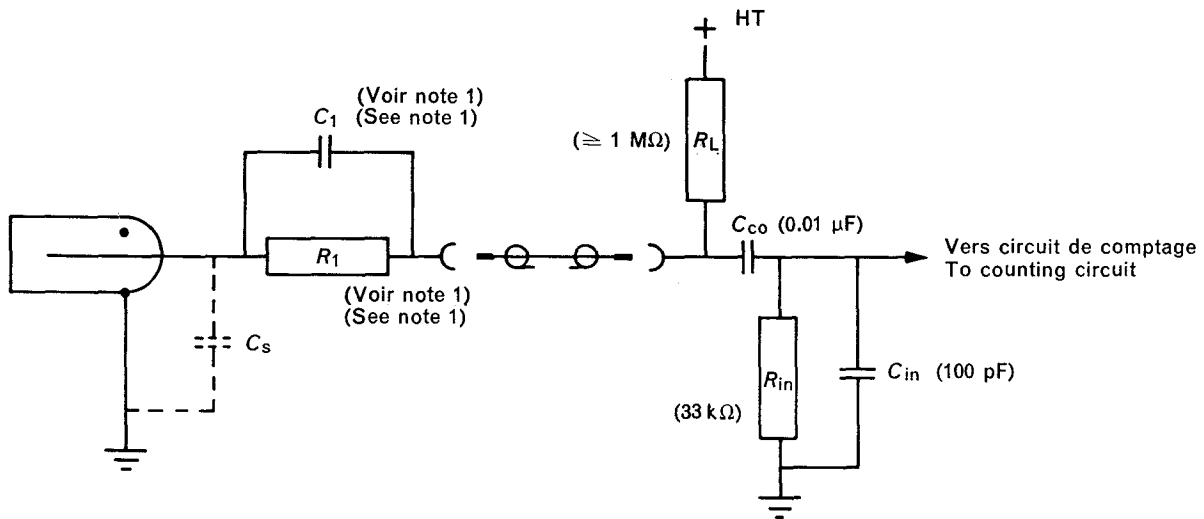 + HT
(Voir note 1)
(See note 1)
C1
(≧ 1 MΩ)
RL
Cco (0.01 μF)
R1
Vers circuit de comptage
To counting circuit
(Voir note 1)
(See note 1)
Cs
Rin
(33 kΩ)
Cin (100 pF)